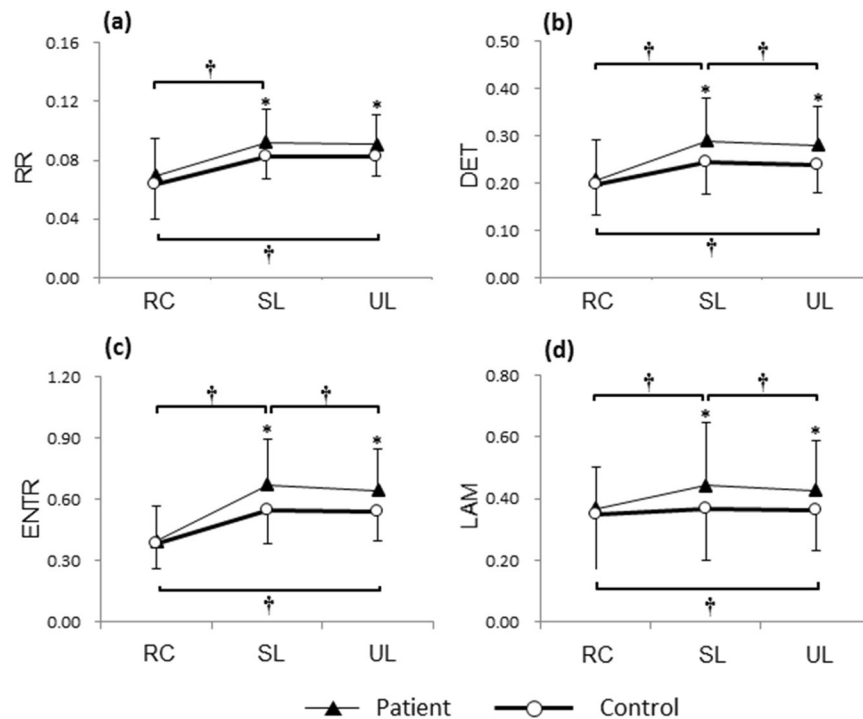 (a)
0.16
0.12
0.08
0.04
0.00
RR
†
*
*
†
RC SL UL
(b)
0.50
0.40
0.30
0.20
0.10
0.00
DET
† †
*
*
†
RC SL UL
(c)
1.20
0.90
0.60
0.30
0.00
ENTR
† †
*
*
†
RC SL UL
(d)
0.80
0.60
0.40
0.20
0.00
LAM
† †
*
*
†
RC SL UL
Patient Control